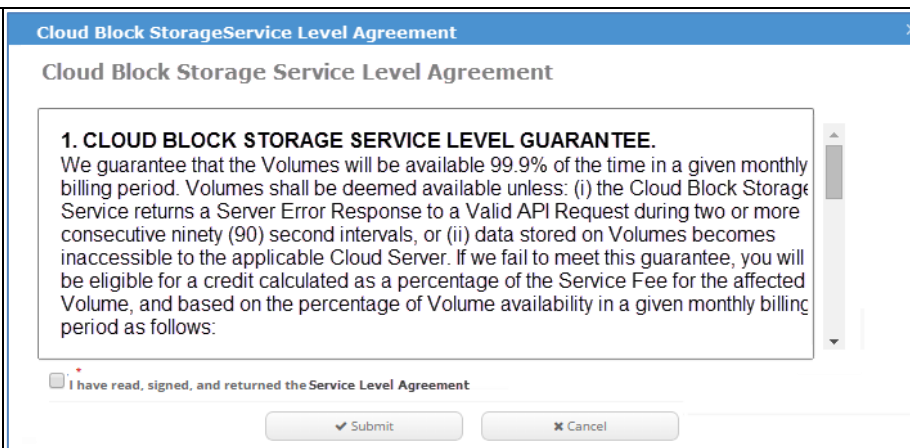 Cloud Block StorageService Level Agreement
Cloud Block Storage Service Level Agreement
1. CLOUD BLOCK STORAGE SERVICE LEVEL GUARANTEE.
We guarantee that the Volumes will be available 99.9% of the time in a given monthly
billing period. Volumes shall be deemed available unless: (i) the Cloud Block Storage
Service returns a Server Error Response to a Valid API Request during two or more
consecutive ninety (90) second intervals, or (ii) data stored on Volumes becomes
inaccessible to the applicable Cloud Server. If we fail to meet this guarantee, you will
be eligible for a credit calculated as a percentage of the Service Fee for the affected
Volume, and based on the percentage of Volume availability in a given monthly billing
period as follows:
* I have read, signed, and returned the Service Level Agreement
✔ Submit ✖ Cancel